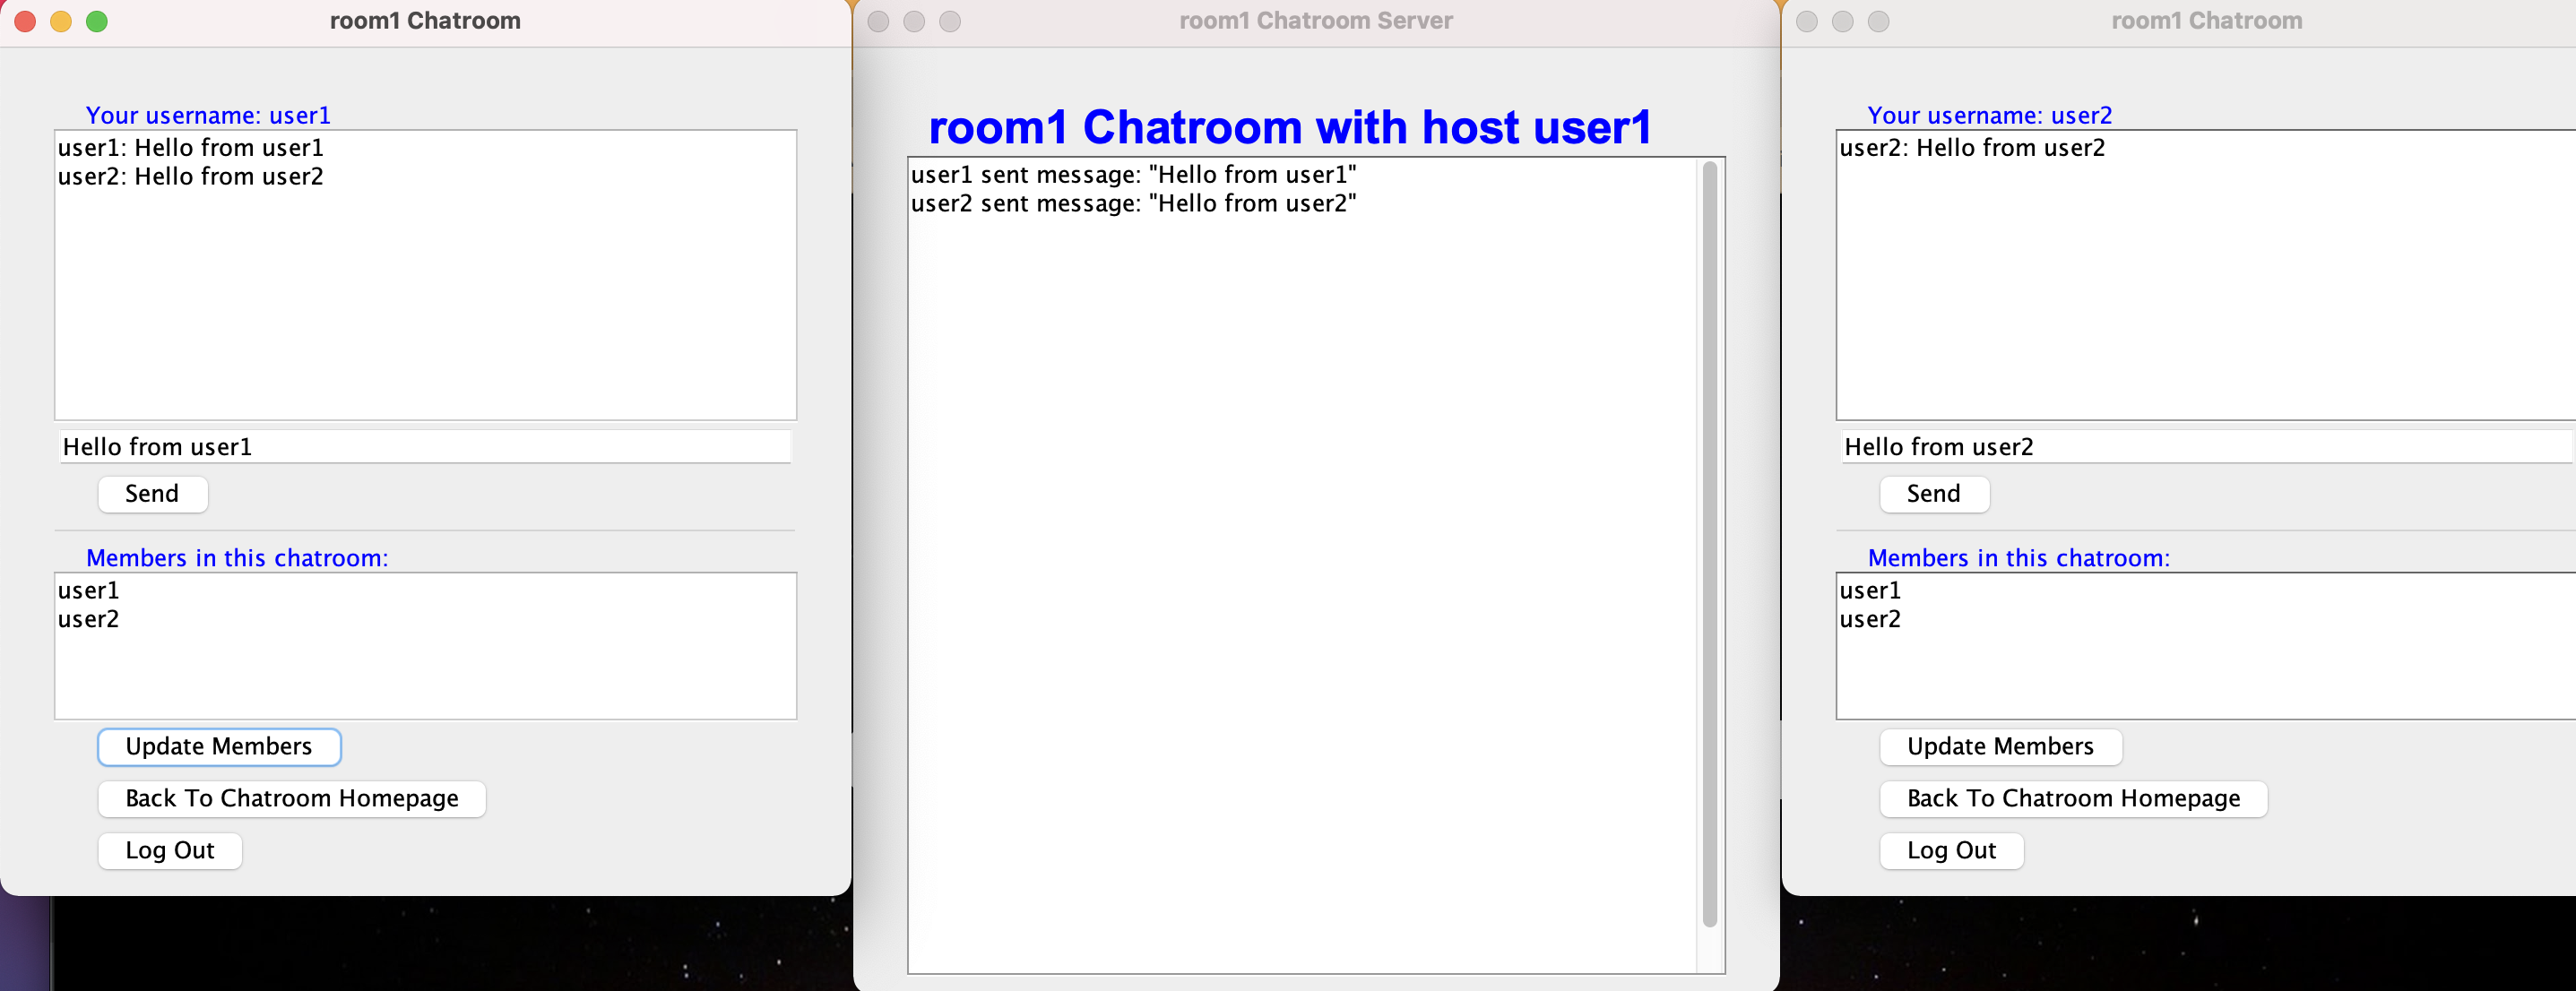 room1 Chatroom
Your username: user1
user1: Hello from user1
user2: Hello from user2
Hello from user1
Send
Members in this chatroom:
user1
user2
Update Members
Back To Chatroom Homepage
Log Out
room1 Chatroom Server
room1 Chatroom with host user1
user1 sent message: "Hello from user1"
user2 sent message: "Hello from user2"
room1 Chatroom
Your username: user2
user2: Hello from user2
Hello from user2
Send
Members in this chatroom:
user1
user2
Update Members
Back To Chatroom Homepage
Log Out